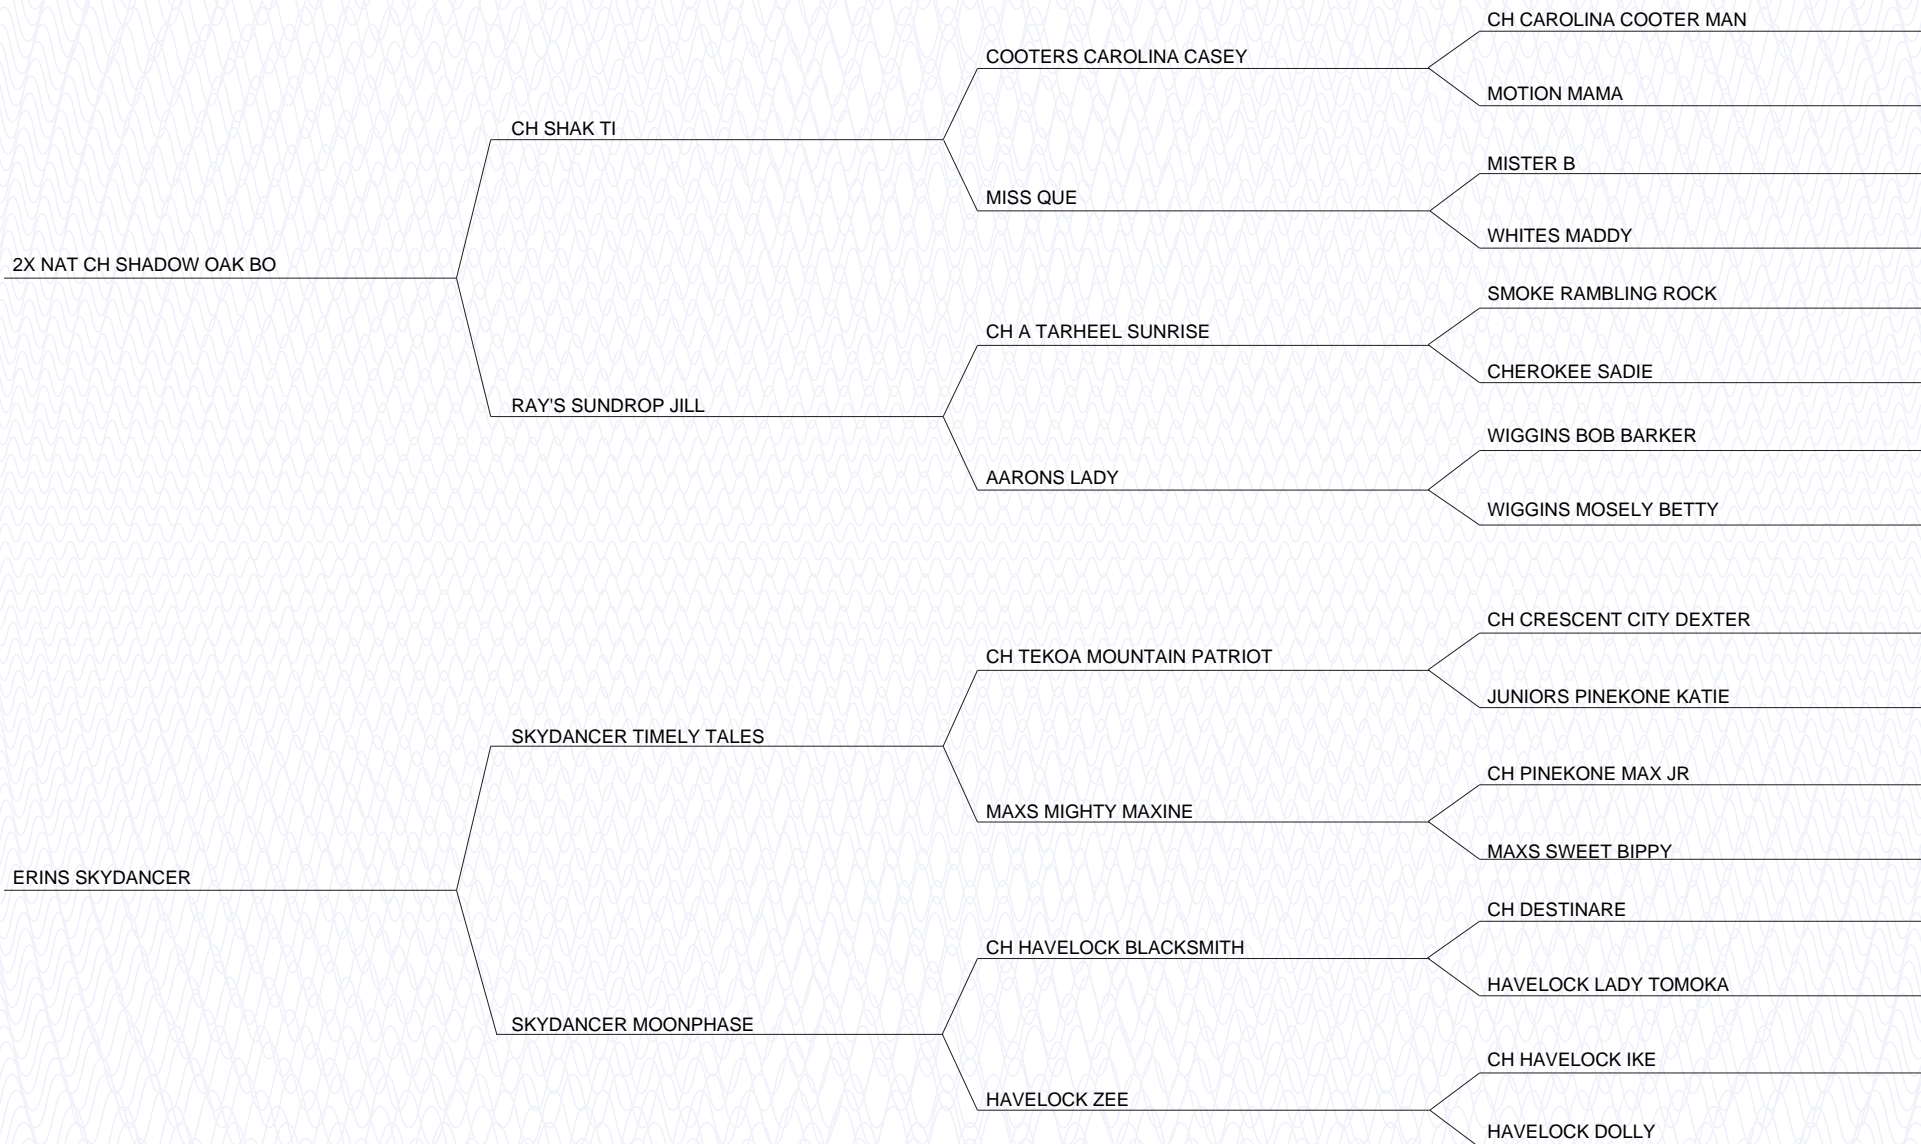 CH CAROLINA COOTER MAN
COOTERS CAROLINA CASEY
MOTION MAMA
CH SHAK TI
MISTER B
MISS QUE
WHITES MADDY
2X NAT CH SHADOW OAK BO
SMOKE RAMBLING ROCK
CH A TARHEEL SUNRISE
CHEROKEE SADIE
RAY'S SUNDROP JILL
WIGGINS BOB BARKER
AARONS LADY
WIGGINS MOSELY BETTY
CH CRESCENT CITY DEXTER
CH TEKOA MOUNTAIN PATRIOT
JUNIORS PINEKONE KATIE
SKYDANCER TIMELY TALES
CH PINEKONE MAX JR
MAXS MIGHTY MAXINE
MAXS SWEET BIPPY
ERINS SKYDANCER
CH DESTINARE
CH HAVELOCK BLACKSMITH
HAVELOCK LADY TOMOKA
SKYDANCER MOONPHASE
CH HAVELOCK IKE
HAVELOCK ZEE
HAVELOCK DOLLY